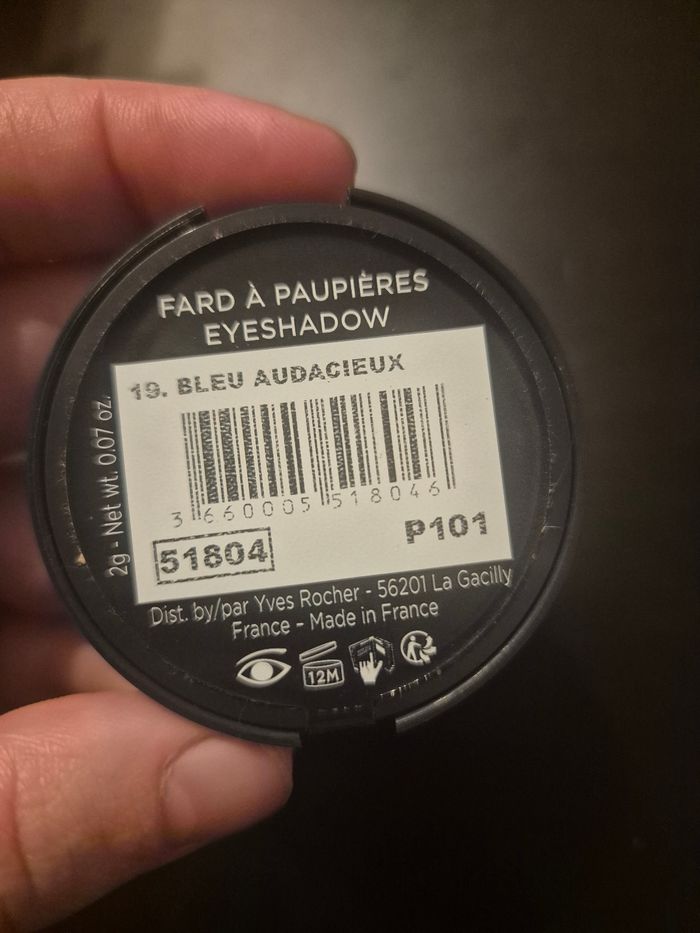 FARD À PAUPIÈRES
EYESHADOW
19. BLEU AUDACIEUX
3 660005 518046
51804
P101
2g - Net wt. 0.07 oz.
Dist. by/par Yves Rocher - 56201 La Gacilly
France - Made in France
12M